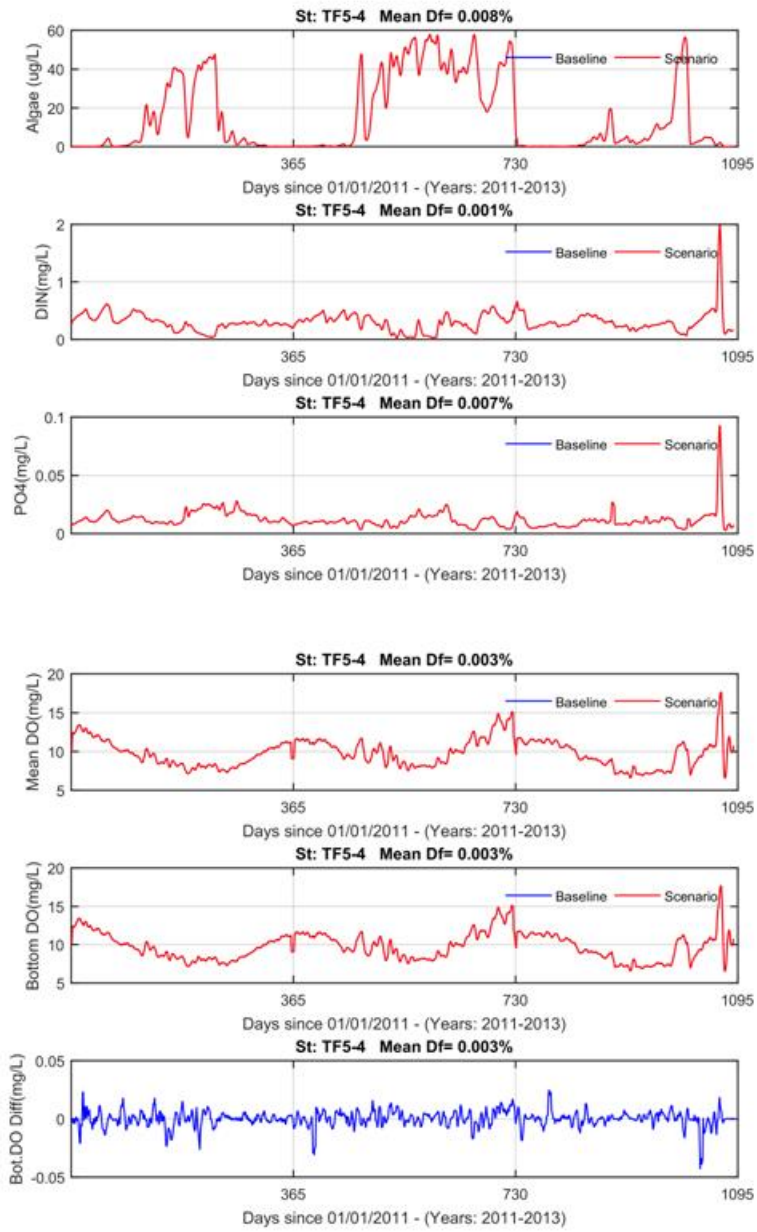 St: TF5-4 Mean Df= 0.008%
60
40
20
0
Algae (ug/L)
Baseline Scenario
365 730 1095
Days since 01/01/2011 - (Years: 2011-2013)
St: TF5-4 Mean Df= 0.001%
2
1
0
DIN(mg/L)
Baseline Scenario
365 730 1095
Days since 01/01/2011 - (Years: 2011-2013)
St: TF5-4 Mean Df= 0.007%
0.1
0.05
0
PO4(mg/L)
Baseline Scenario
365 730 1095
Days since 01/01/2011 - (Years: 2011-2013)
St: TF5-4 Mean Df= 0.003%
20
15
10
5
Mean DO(mg/L)
Baseline Scenario
365 730 1095
Days since 01/01/2011 - (Years: 2011-2013)
St: TF5-4 Mean Df= 0.003%
20
15
10
5
Bottom DO(mg/L)
Baseline Scenario
365 730 1095
Days since 01/01/2011 - (Years: 2011-2013)
St: TF5-4 Mean Df= 0.003%
0.05
0
-0.05
Bot.DO Diff(mg/L)
365 730 1095
Days since 01/01/2011 - (Years: 2011-2013)